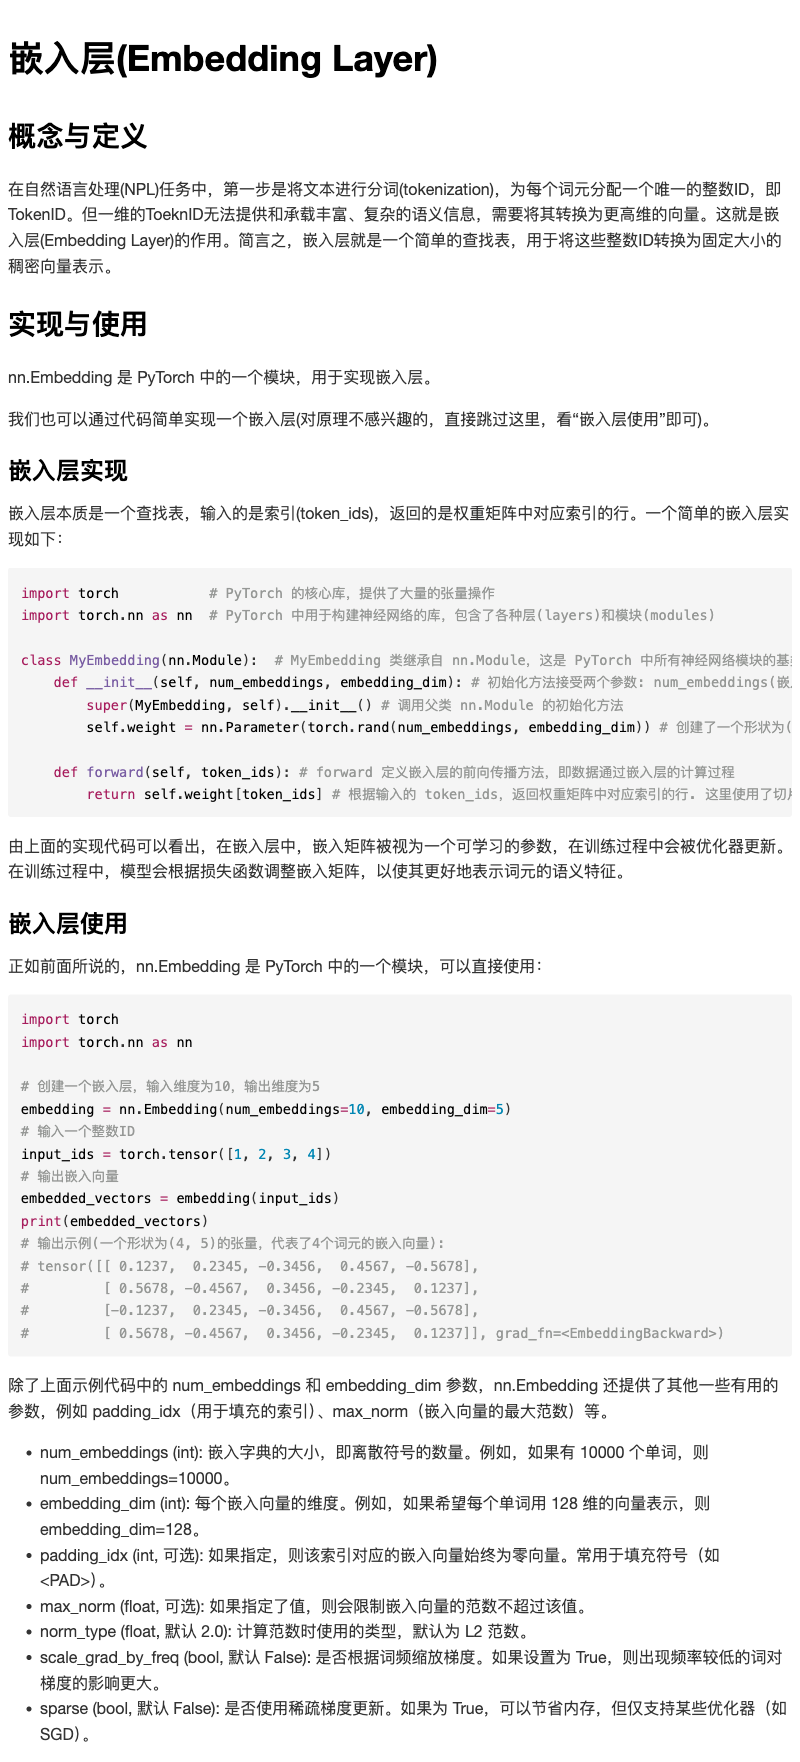 嵌入层(Embedding Layer)
概念与定义
在自然语言处理(NPL)任务中，第一步是将文本进行分词(tokenization)，为每个词元分配一个唯一的整数ID，即
TokenID。但一维的ToeknID无法提供和承载丰富、复杂的语义信息，需要将其转换为更高维的向量。这就是嵌
入层(Embedding Layer)的作用。简言之，嵌入层就是一个简单的查找表，用于将这些整数ID转换为固定大小的
稠密向量表示。
实现与使用
nn.Embedding 是 PyTorch 中的一个模块，用于实现嵌入层。
我们也可以通过代码简单实现一个嵌入层(对原理不感兴趣的，直接跳过这里，看“嵌入层使用”即可)。
嵌入层实现
嵌入层本质是一个查找表，输入的是索引(token_ids)，返回的是权重矩阵中对应索引的行。一个简单的嵌入层实
现如下：
import torch           # PyTorch 的核心库，提供了大量的张量操作
import torch.nn as nn  # PyTorch 中用于构建神经网络的库，包含了各种层(layers)和模块(modules)
class MyEmbedding(nn.Module):  # MyEmbedding 类继承自 nn.Module，这是 PyTorch 中所有神经网络模块的基类
    def __init__(self, num_embeddings, embedding_dim): # 初始化方法接受两个参数: num_embeddings(嵌
        super(MyEmbedding, self).__init__() # 调用父类 nn.Module 的初始化方法
        self.weight = nn.Parameter(torch.rand(num_embeddings, embedding_dim)) # 创建了一个形状为(
    def forward(self, token_ids): # forward 定义嵌入层的前向传播方法，即数据通过嵌入层的计算过程
        return self.weight[token_ids] # 根据输入的 token_ids，返回权重矩阵中对应索引的行. 这里使用了切片
由上面的实现代码可以看出，在嵌入层中，嵌入矩阵被视为一个可学习的参数，在训练过程中会被优化器更新。
在训练过程中，模型会根据损失函数调整嵌入矩阵，以使其更好地表示词元的语义特征。
嵌入层使用
正如前面所说的，nn.Embedding 是 PyTorch 中的一个模块，可以直接使用：
import torch
import torch.nn as nn
# 创建一个嵌入层，输入维度为10，输出维度为5
embedding = nn.Embedding(num_embeddings=10, embedding_dim=5)
# 输入一个整数ID
input_ids = torch.tensor([1, 2, 3, 4])
# 输出嵌入向量
embedded_vectors = embedding(input_ids)
print(embedded_vectors)
# 输出示例(一个形状为(4, 5)的张量，代表了4个词元的嵌入向量):
# tensor([[ 0.1237,  0.2345, -0.3456,  0.4567, -0.5678],
#         [ 0.5678, -0.4567,  0.3456, -0.2345,  0.1237],
#         [-0.1237,  0.2345, -0.3456,  0.4567, -0.5678],
#         [ 0.5678, -0.4567,  0.3456, -0.2345,  0.1237]], grad_fn=<EmbeddingBackward>)
除了上面示例代码中的 num_embeddings 和 embedding_dim 参数，nn.Embedding 还提供了其他一些有用的
参数，例如 padding_idx（用于填充的索引）、max_norm（嵌入向量的最大范数）等。
• num_embeddings (int): 嵌入字典的大小，即离散符号的数量。例如，如果有 10000 个单词，则
num_embeddings=10000。
• embedding_dim (int): 每个嵌入向量的维度。例如，如果希望每个单词用 128 维的向量表示，则
embedding_dim=128。
• padding_idx (int, 可选): 如果指定，则该索引对应的嵌入向量始终为零向量。常用于填充符号（如
<PAD>）。
• max_norm (float, 可选): 如果指定了值，则会限制嵌入向量的范数不超过该值。
• norm_type (float, 默认 2.0): 计算范数时使用的类型，默认为 L2 范数。
• scale_grad_by_freq (bool, 默认 False): 是否根据词频缩放梯度。如果设置为 True，则出现频率较低的词对
梯度的影响更大。
• sparse (bool, 默认 False): 是否使用稀疏梯度更新。如果为 True，可以节省内存，但仅支持某些优化器（如
SGD）。